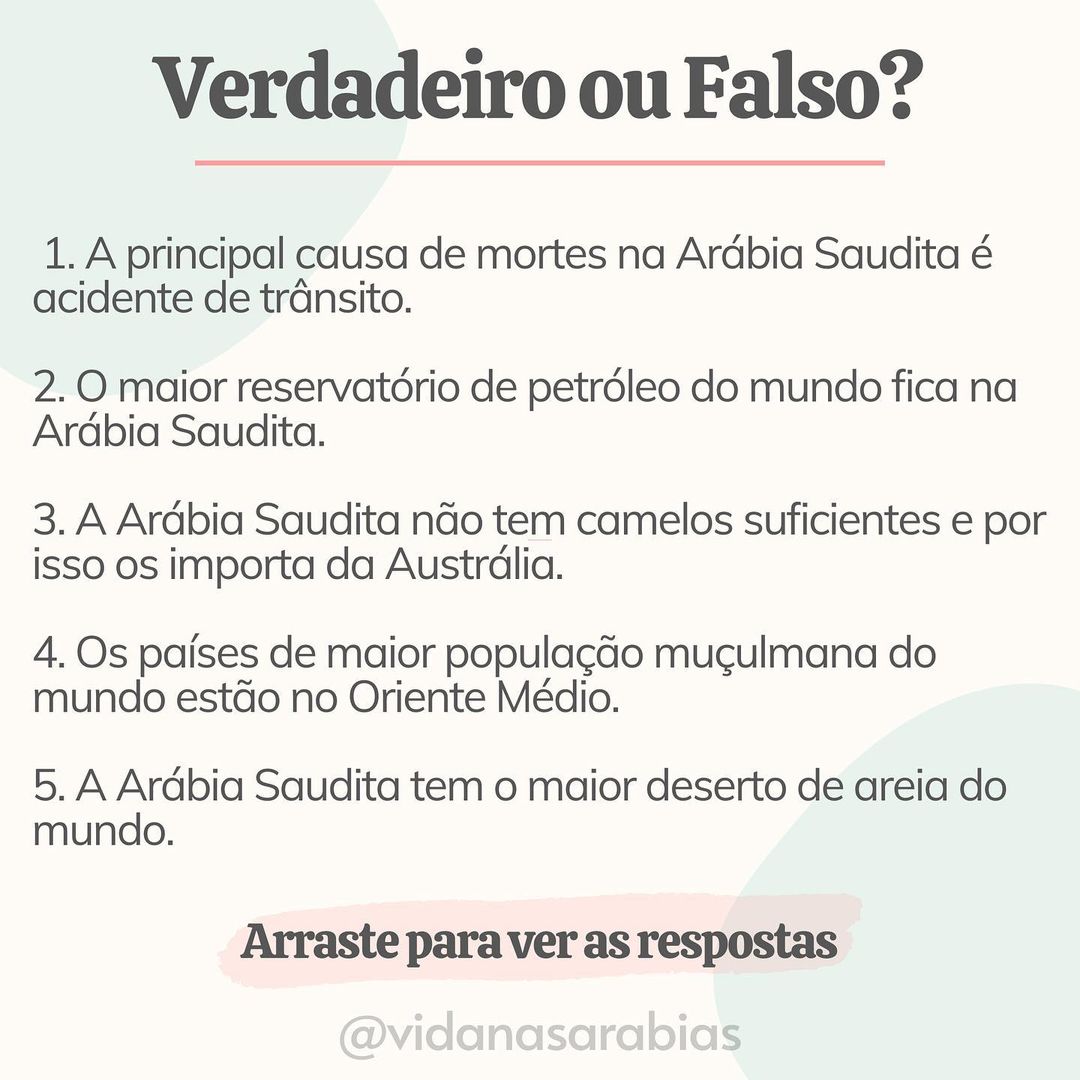 Verdadeiro ou Falso?
1. A principal causa de mortes na Arábia Saudita é
acidente de trânsito.
2. O maior reservatório de petróleo do mundo fica na
Arábia Saudita.
3. A Arábia Saudita não tem camelos suficientes e por
isso os importa da Austrália.
4. Os países de maior população muçulmana do
mundo estão no Oriente Médio.
5. A Arábia Saudita tem o maior deserto de areia do
mundo.
Arraste para ver as respostas
@vidanasarabias